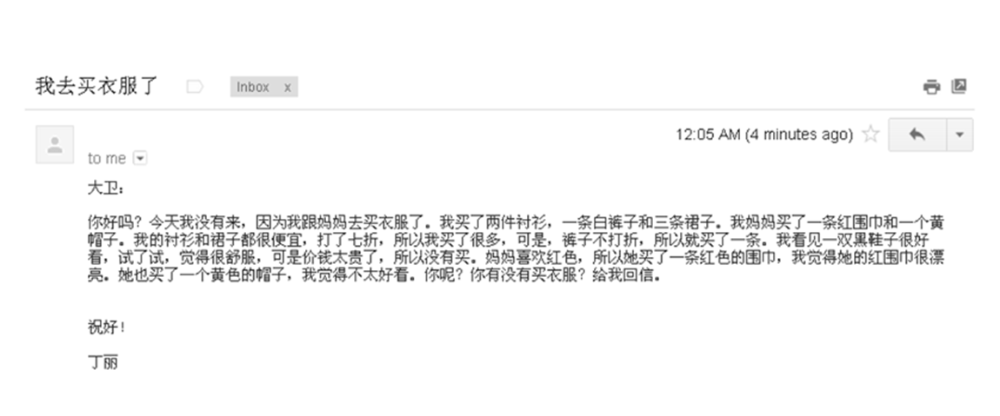 我去买衣服了
Inbox x
12:05 AM (4 minutes ago)
to me
大卫:
你好吗?今天我没有来,因为我跟妈妈去买衣服了。我买了两件衬衫,一条白裤子和三条裙子。我妈妈买了一条红围巾和一个黄
帽子。我的衬衫和裙子都很便宜,打了七折,所以我买了很多,可是,裤子不打折,所以就买了一条。我看见一双黑鞋子很好
看,试了试,觉得很舒服,可是价钱太贵了,所以没有买。妈妈喜欢红色,所以她买了一条红色的围巾,我觉得她的红围巾很漂
亮。她也买了一个黄色的帽子,我觉得不太好看。你呢?你有没有买衣服?给我回信。
祝好!
丁丽